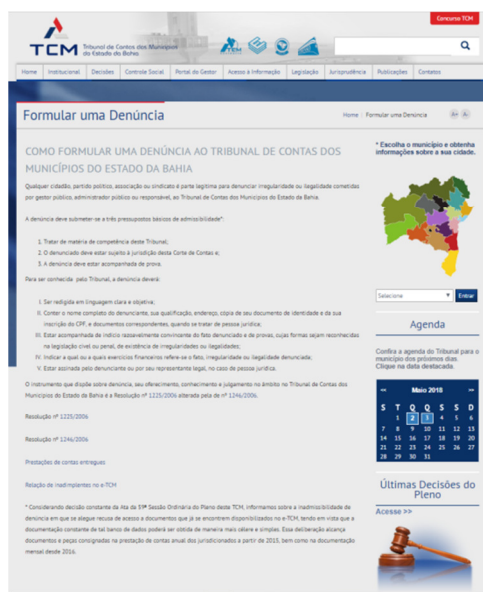 Concurso TCM
TCM
Tribunal de Contas dos Municípios
do Estado da Bahia
Home Institucional Decisões Controle Social Portal do Gestor Acesso à Informação Legislação Jurisprudência Publicações Contatos
Formular uma Denúncia
Home Formular uma Denúncia A+ A-
COMO FORMULAR UMA DENÚNCIA AO TRIBUNAL DE CONTAS DOS
MUNICÍPIOS DO ESTADO DA BAHIA
Qualquer cidadão, partido político, associação ou sindicato é parte legítima para denunciar irregularidade ou ilegalidade cometidas
por gestor público, administrador público ou responsável, ao Tribunal de Contas dos Municípios do Estado da Bahia.
A denúncia deve submeter-se a três pressupostos básicos de admissibilidade*:
1. Tratar de matéria de competência deste Tribunal;
2. O denunciado deve estar sujeito à jurisdição desta Corte de Contas e;
3. A denúncia deve estar acompanhada de prova.
Para ser conhecida pelo Tribunal, a denúncia deverá:
I. Ser redigida em linguagem clara e objetiva;
II. Conter o nome completo do denunciante, sua qualificação, endereço, cópia de seu documento de identidade e da sua
inscrição do CPF, e documentos correspondentes, quando se tratar de pessoa jurídica;
III. Estar acompanhada de indício razoavelmente convincente do fato denunciado e de prova, cujas formas sejam reconhecidas
na legislação civil ou penal, de existência de irregularidades ou ilegalidades;
IV. Indicar a qual ou a quais exercícios financeiros refere-se o fato, irregularidade ou ilegalidade denunciada;
V. Estar assinada pelo denunciante ou por seu representante legal, no caso de pessoa jurídica.
O instrumento que dispõe sobre denúncia, seu oferecimento, conhecimento e julgamento no âmbito no Tribunal de Contas dos
Municípios do Estado da Bahia é a Resolução nº 1225/2006 alterada pela de nº 1246/2006.
Resolução nº 1225/2006
Resolução nº 1246/2006
Prestações de contas entregues
Relação de inadimplentes no e-TCM
* Considerando decisão constante da Ata da 59ª Sessão Ordinária do Pleno deste TCM, informamos sobre a inadmissibilidade de
denúncia em que se alegue recusa de acesso a documentos que já se encontrem disponibilizados no e-TCM, tendo em vista que a
documentação constante de tal banco de dados poderá ser obtida de maneira mais célere e simples. Essa deliberação alcança
documentos e peças consignadas na prestação de contas anual dos jurisdicionados a partir de 2015, bem como na documentação
mensal desde 2016.
* Escolha o município e obtenha
informações sobre a sua cidade.
Selecione Entrar
Agenda
Confira a agenda do Tribunal para o
município dos próximos dias.
Clique na data destacada.
<< Maio 2018 >>
S T Q Q S S D
1 2 3 4 5 6
7 8 9 10 11 12 13
14 15 16 17 18 19 20
21 22 23 24 25 26 27
28 29 30 31
Últimas Decisões do
Pleno
Acesse >>